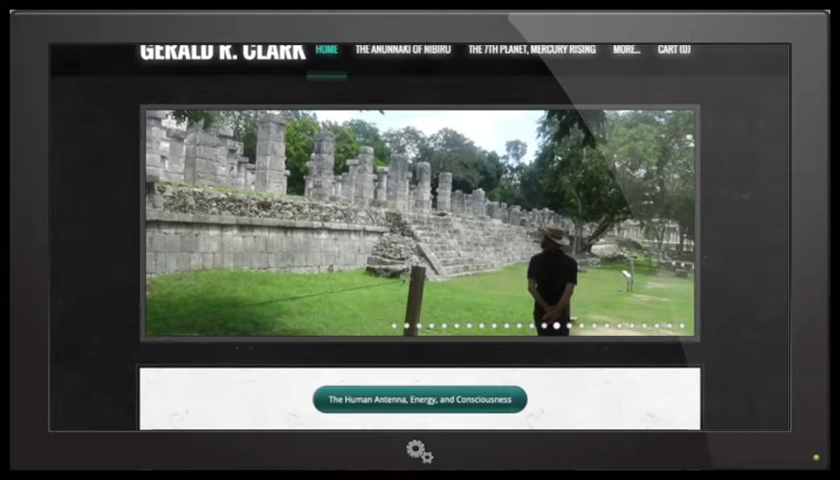 GERALD R. CLARK HOME THE ANUNNAKI OF NIBIRU THE 7TH PLANET, MERCURY RISING MORE... CART (0)
The Human Antenna, Energy, and Consciousness